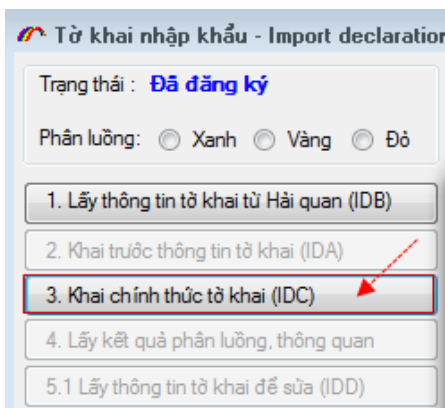 Tờ khai nhập khẩu - Import declaration
Trạng thái : Đã đăng ký
Phân luồng: Xanh Vàng Đỏ
1. Lấy thông tin tờ khai từ Hải quan (IDB)
2. Khai trước thông tin tờ khai (IDA)
3. Khai chính thức tờ khai (IDC)
4. Lấy kết quả phân luồng, thông quan
5.1 Lấy thông tin tờ khai để sửa (IDD)